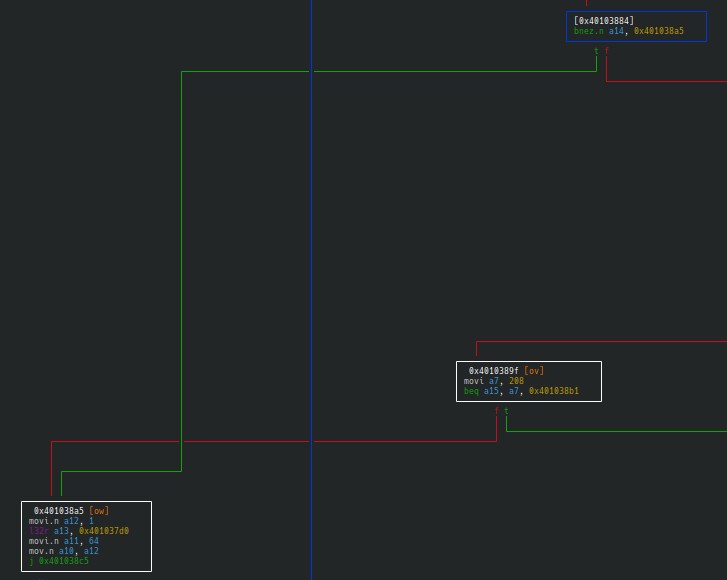 [0x40103884]
bnez.n a14, 0x401038a5
t f
0x4010389f [ov]
movi a7, 208
beq a15, a7, 0x401038b1
f t
0x401038a5 [ow]
movi.n a12, 1
l32r a13, 0x401037d0
movi.n a11, 64
mov.n a10, a12
j 0x401038c5